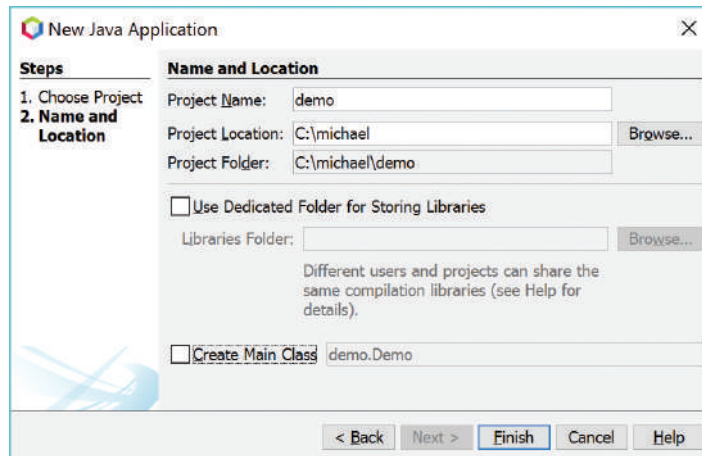 New Java Application
Steps
1. Choose Project
2. Name and
Location
Name and Location
Project Name: demo
Project Location: C:\michael Browse...
Project Folder: C:\michael\demo
Use Dedicated Folder for Storing Libraries
Libraries Folder: Browse...
Different users and projects can share the
same compilation libraries (see Help for
details).
Create Main Class demo.Demo
< Back Next > Finish Cancel Help